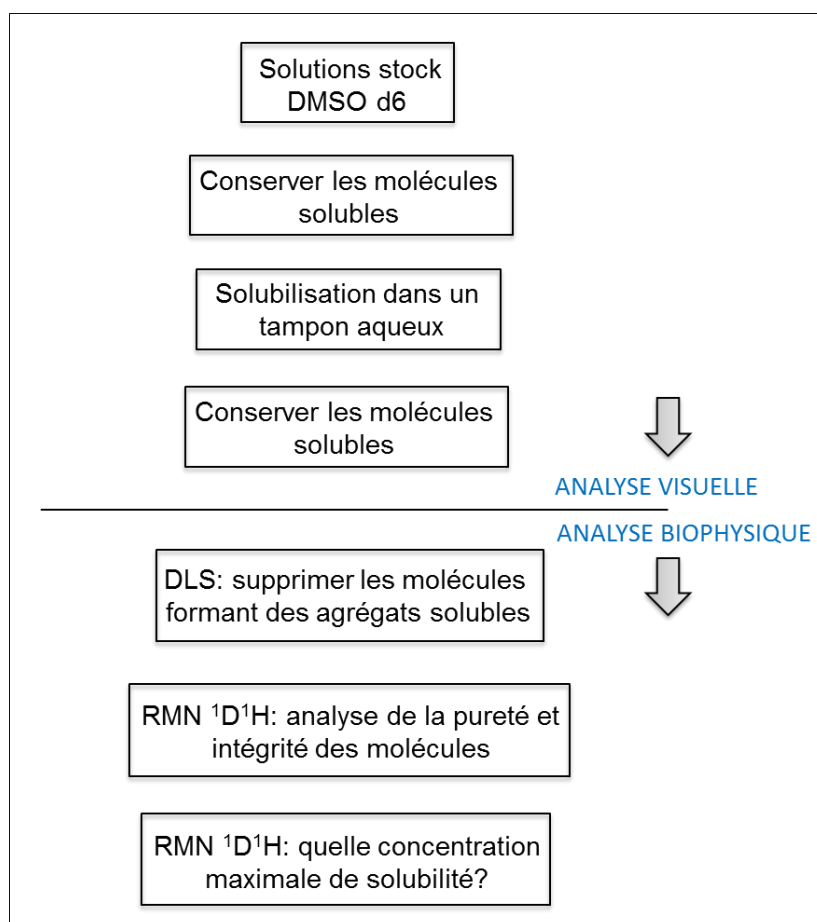 Solutions stock
DMSO d6
Conserver les molécules
solubles
Solubilisation dans un
tampon aqueux
Conserver les molécules
solubles
ANALYSE VISUELLE
ANALYSE BIOPHYSIQUE
DLS: supprimer les molécules
formant des agrégats solubles
RMN ¹D¹H: analyse de la pureté et
intégrité des molécules
RMN ¹D¹H: quelle concentration
maximale de solubilité?